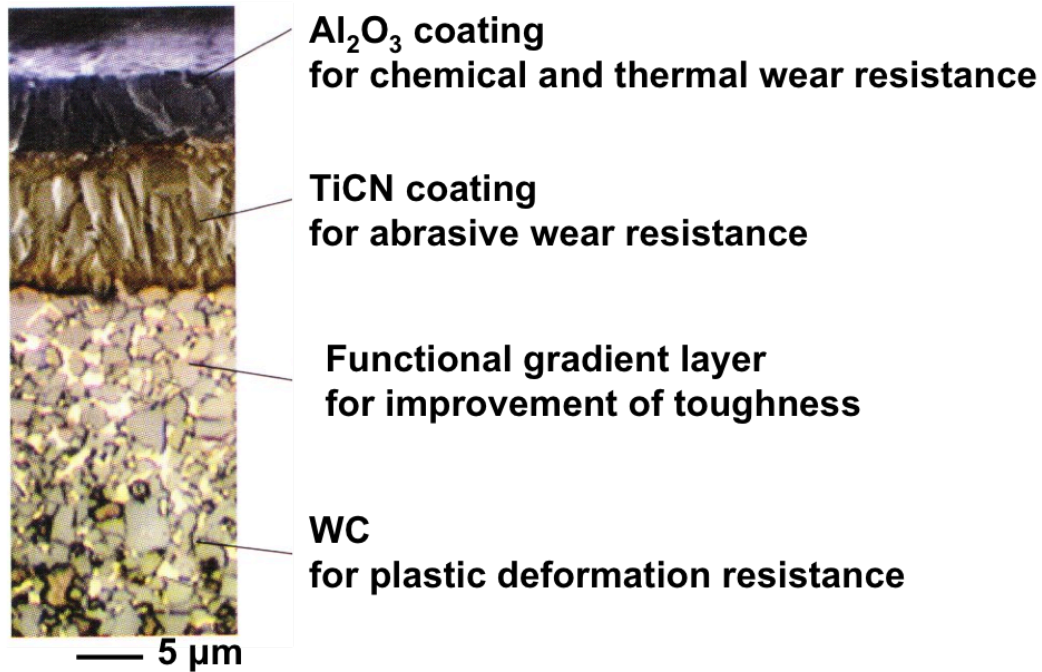 Al₂O₃ coating
for chemical and thermal wear resistance
TiCN coating
for abrasive wear resistance
Functional gradient layer
for improvement of toughness
WC
for plastic deformation resistance
5 μm